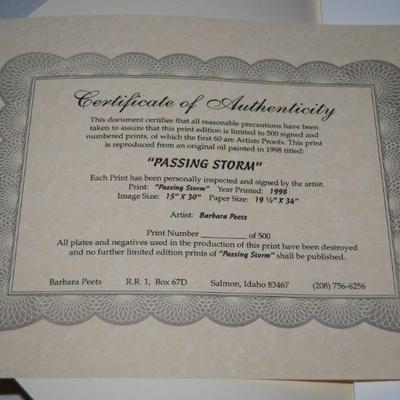 Certificate of Authenticity
This document certifies that all reasonable precautions have been
taken to assure that this print edition is limited to 500 signed and
numbered prints, of which the first 60 are Artists Proofs. This print
is reproduced from an original oil painted in 1998 titled:
"PASSING STORM"
Each Print has been personally inspected and signed by the artist.
Print: "Passing Storm" Year Printed: 1998
Image Size: 15" X 30" Paper Size: 19 ½" X 34"
Artist: Barbara Peets
Print Number ________ of 500
All plates and negatives used in the production of this print have been destroyed
and no further limited edition prints of "Passing Storm" shall be published.
Barbara Peets R.R. 1, Box 67D Salmon, Idaho 83467 (208) 756-6256